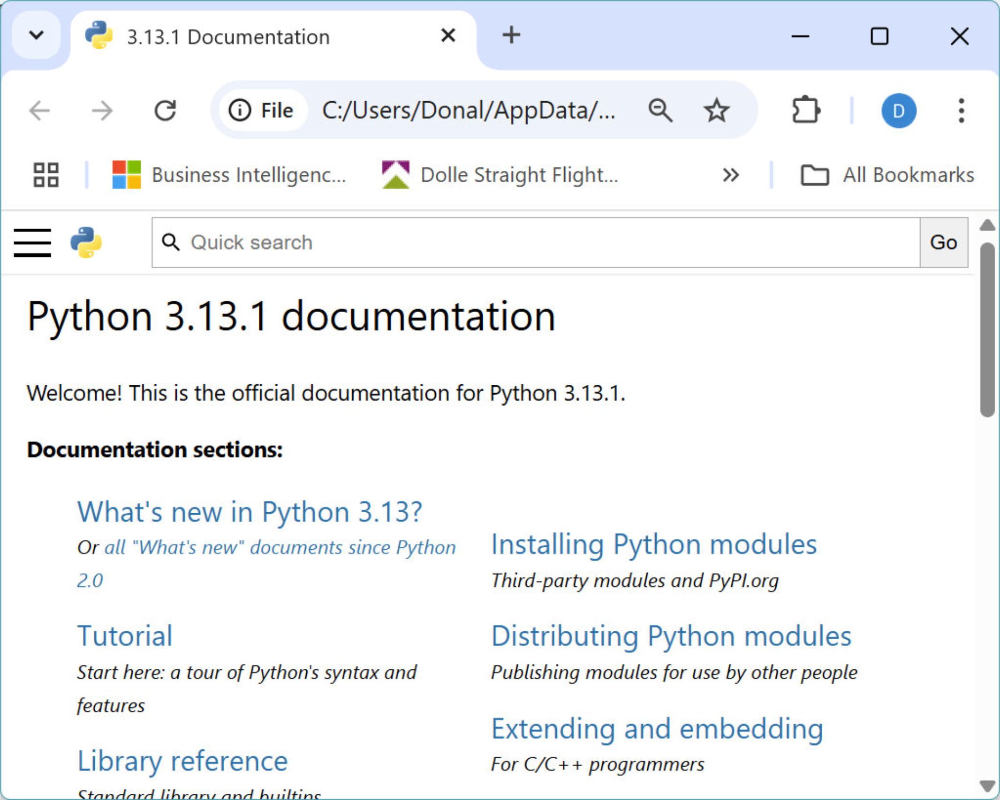 3.13.1 Documentation
File C:/Users/Donal/AppData/...
D
Business Intelligenc...
Dolle Straight Flight...
All Bookmarks
Quick search
Go
Python 3.13.1 documentation
Welcome! This is the official documentation for Python 3.13.1.
Documentation sections:
What's new in Python 3.13?
Or all "What's new" documents since Python
2.0
Tutorial
Start here: a tour of Python's syntax and
features
Library reference
Standard library and builtins
Installing Python modules
Third-party modules and PyPI.org
Distributing Python modules
Publishing modules for use by other people
Extending and embedding
For C/C++ programmers